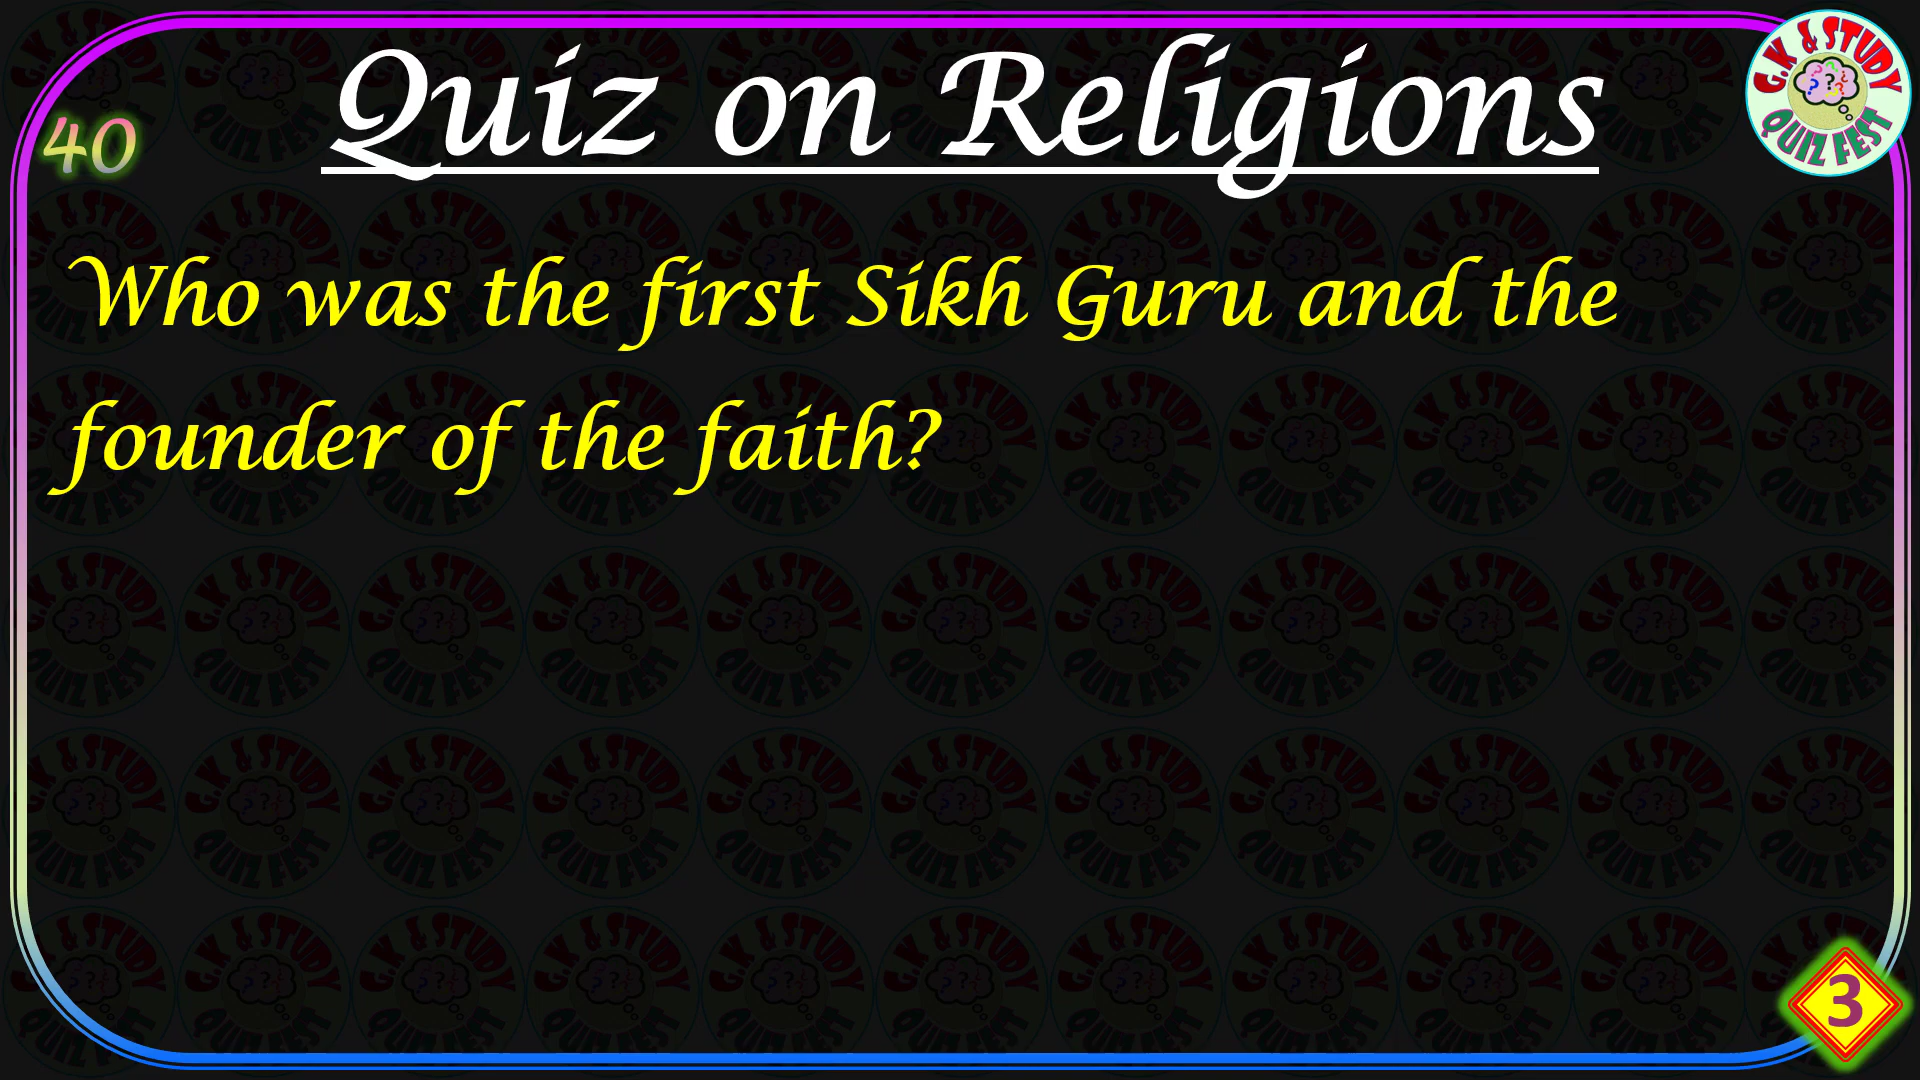 Quiz on Religions
G.K & STUDY
QUIZ FEST
40
Who was the first Sikh Guru and the
founder of the faith?
3